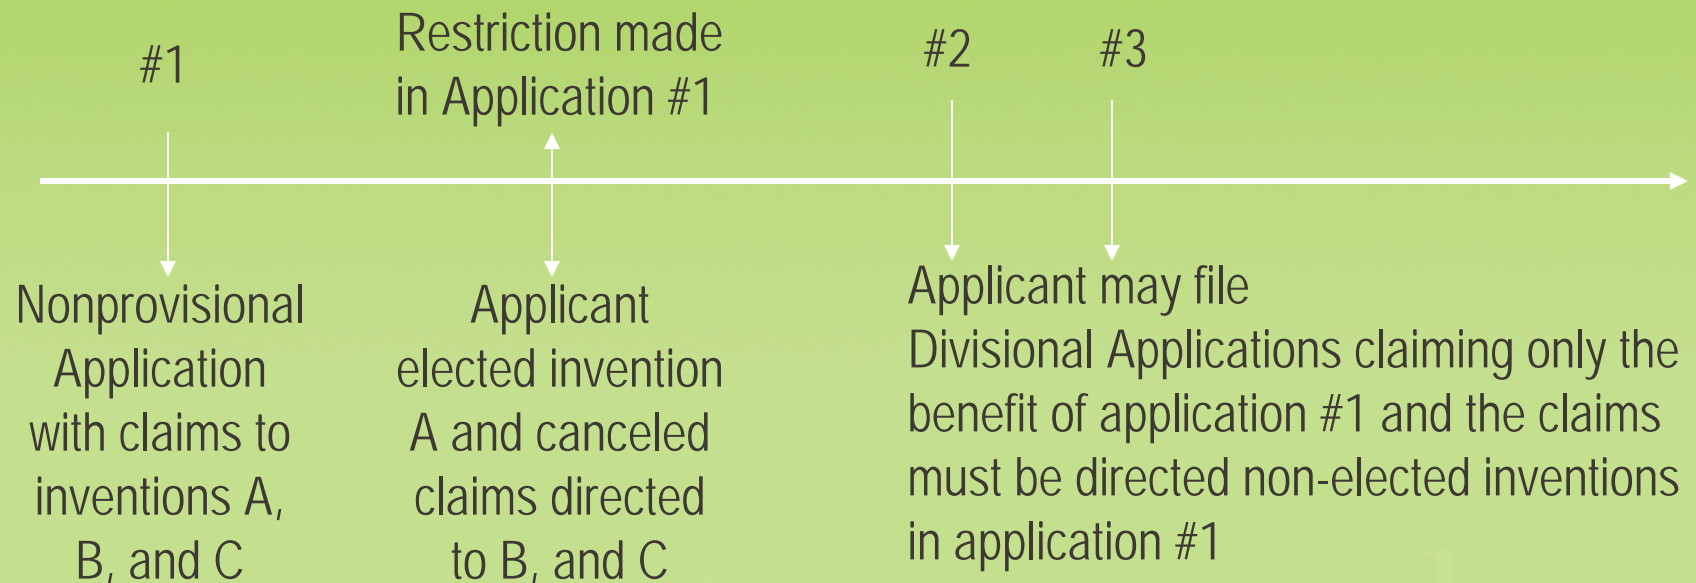 #1
Restriction made
in Application #1
#2
#3
Nonprovisional
Application
with claims to
inventions A,
B, and C
Applicant
elected invention
A and canceled
claims directed
to B, and C
Applicant may file
Divisional Applications claiming only the
benefit of application #1 and the claims
must be directed non-elected inventions
in application #1